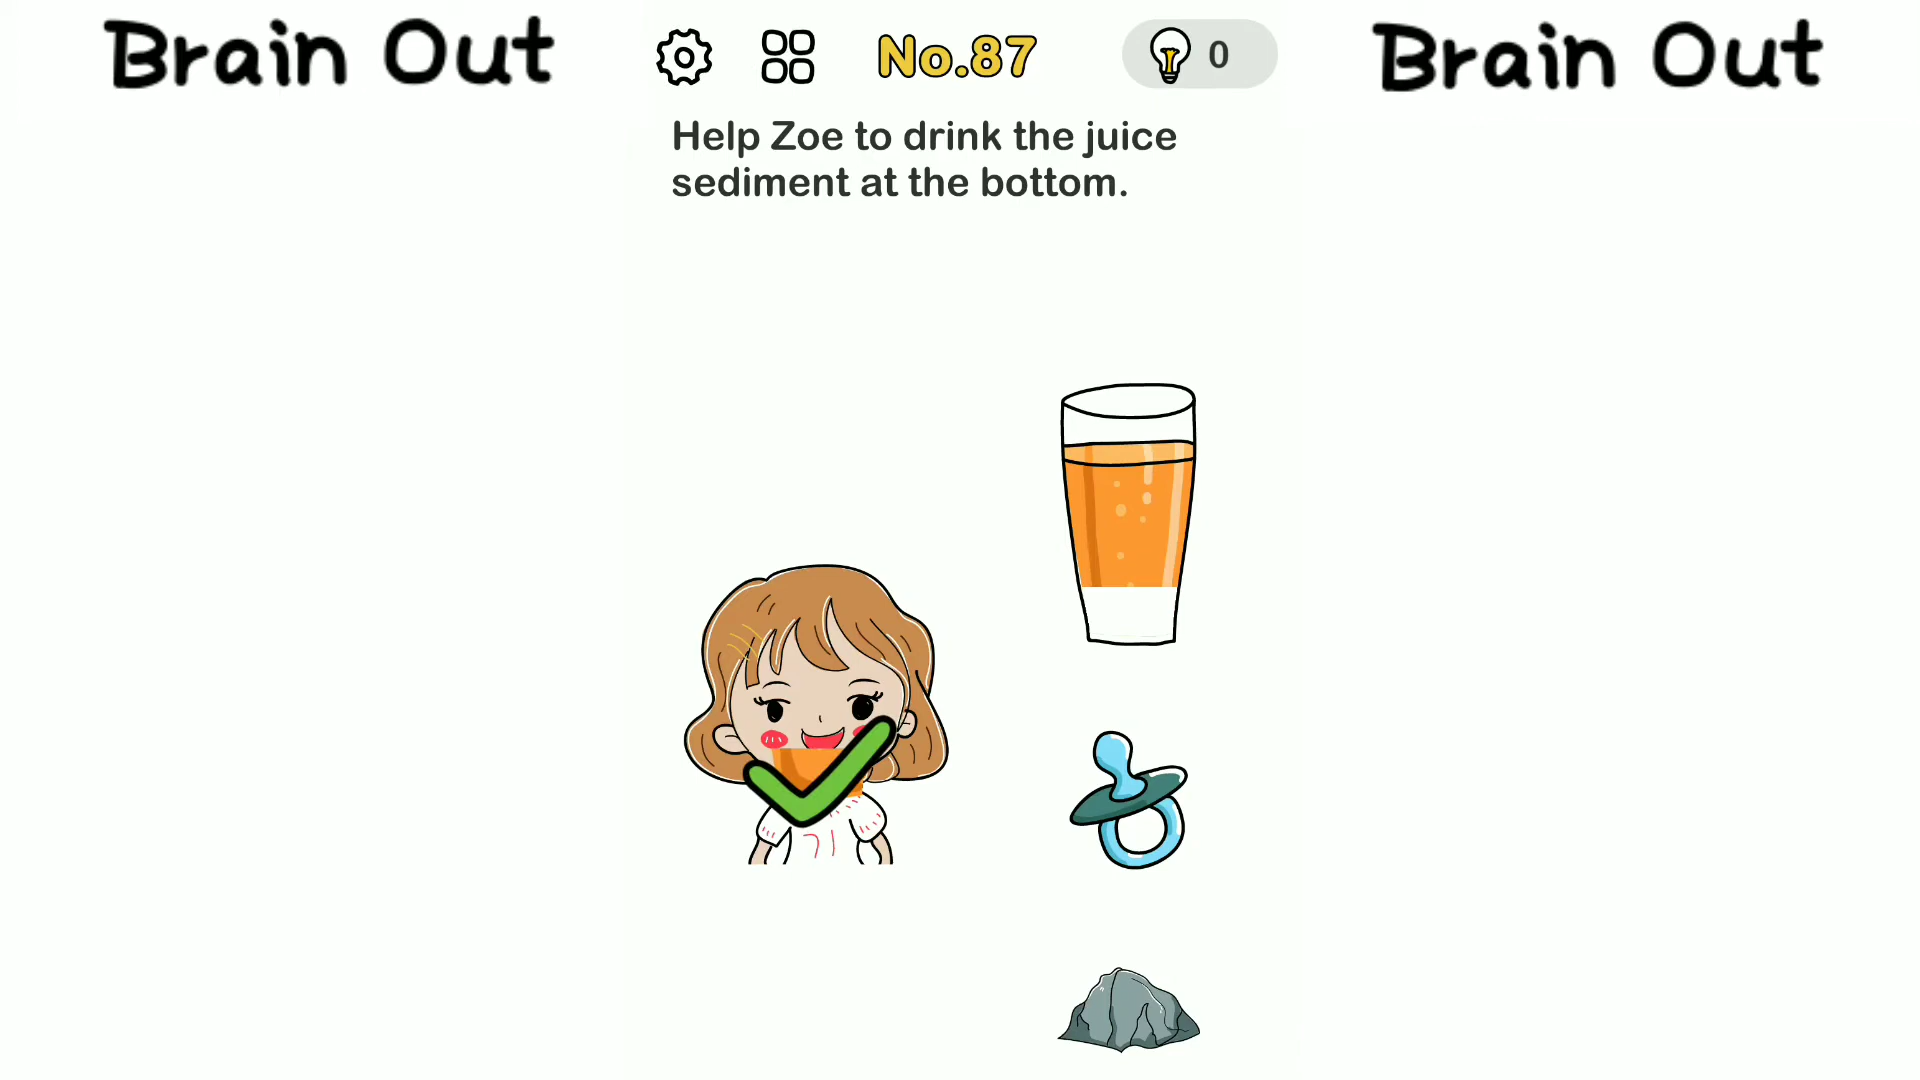 Brain Out
No.87
0
Brain Out
Help Zoe to drink the juice
sediment at the bottom.